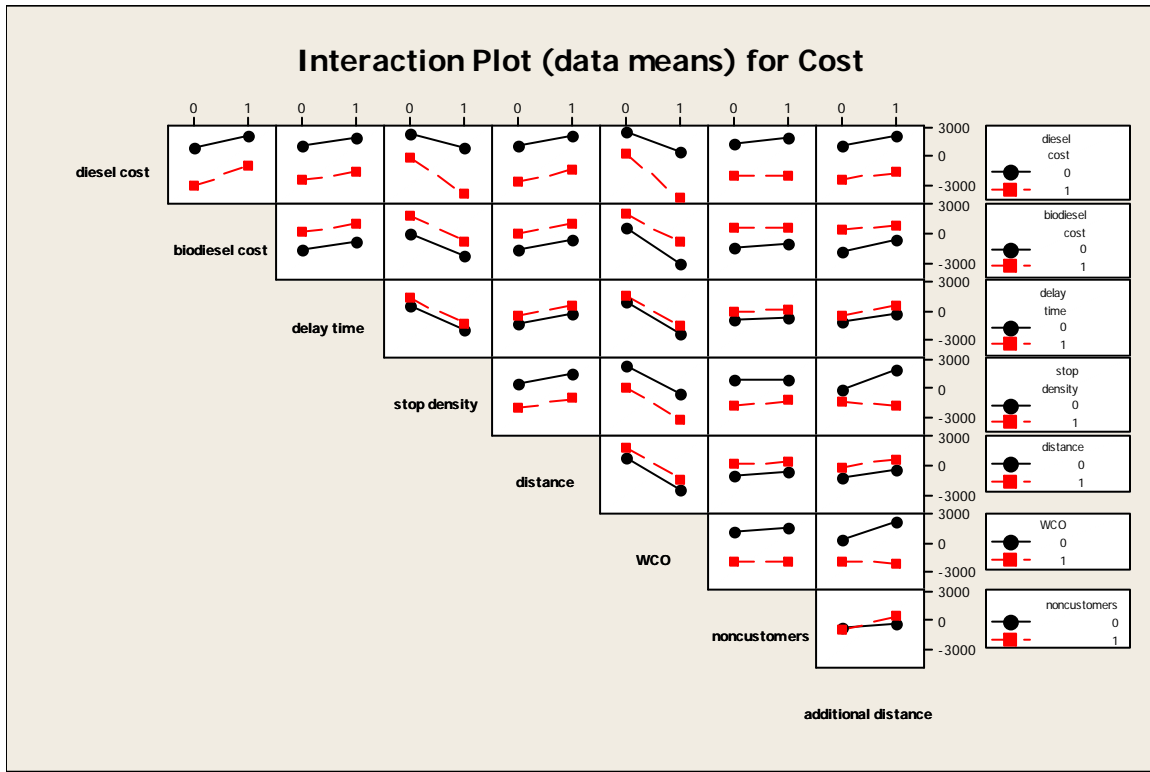 Interaction Plot (data means) for Cost
0 1 0 1 0 1 0 1 0 1 0 1 0 1
diesel cost
3000
0
-3000
diesel
cost
0
1
biodiesel cost
3000
0
-3000
biodiesel
cost
0
1
delay time
3000
0
-3000
delay
time
0
1
stop density
3000
0
-3000
stop
density
0
1
distance
3000
0
-3000
distance
0
1
WCO
3000
0
-3000
WCO
0
1
noncustomers
3000
0
-3000
noncustomers
0
1
additional distance